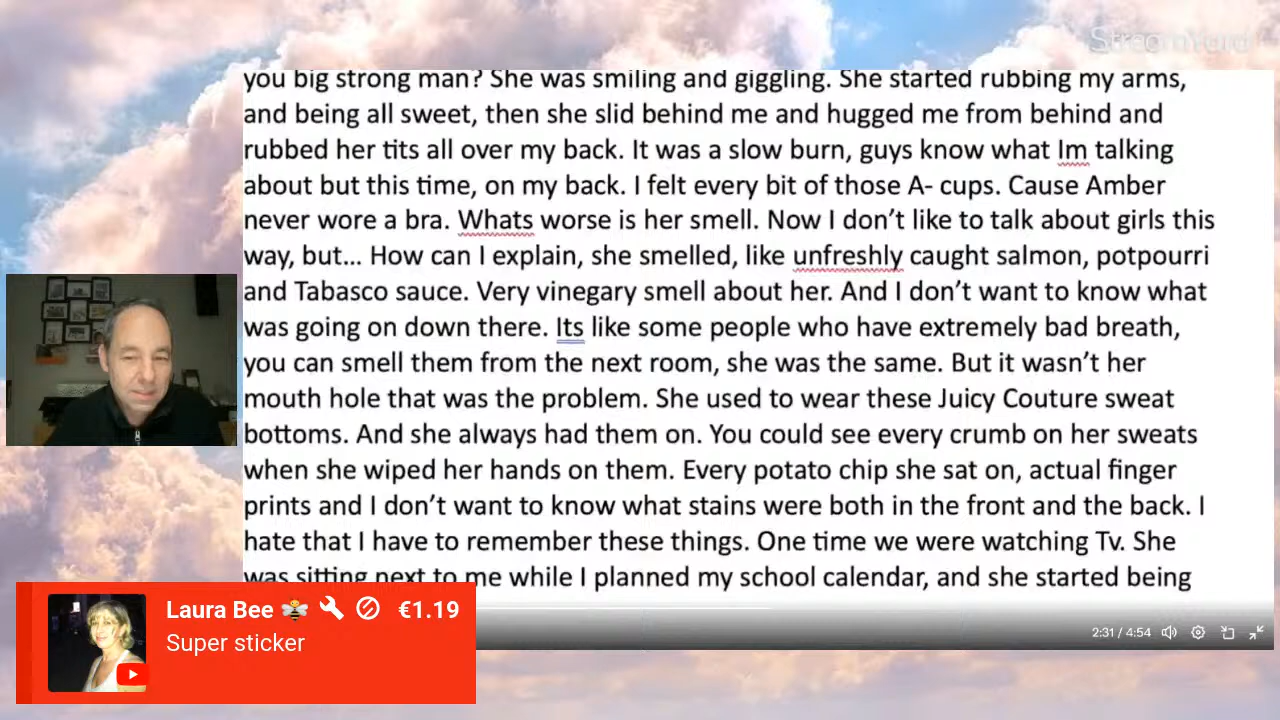 StreamYard
you big strong man? She was smiling and giggling. She started rubbing my arms,
and being all sweet, then she slid behind me and hugged me from behind and
rubbed her tits all over my back. It was a slow burn, guys know what Im talking
about but this time, on my back. I felt every bit of those A- cups. Cause Amber
never wore a bra. Whats worse is her smell. Now I don’t like to talk about girls this
way, but... How can I explain, she smelled, like unfreshly caught salmon, potpourri
and Tabasco sauce. Very vinegary smell about her. And I don’t want to know what
was going on down there. Its like some people who have extremely bad breath,
you can smell them from the next room, she was the same. But it wasn’t her
mouth hole that was the problem. She used to wear these Juicy Couture sweat
bottoms. And she always had them on. You could see every crumb on her sweats
when she wiped her hands on them. Every potato chip she sat on, actual finger
prints and I don’t want to know what stains were both in the front and the back. I
hate that I have to remember these things. One time we were watching Tv. She
was sitting next to me while I planned my school calendar, and she started being
Laura Bee 🐝 €1.19
Super sticker
2:31 / 4:54